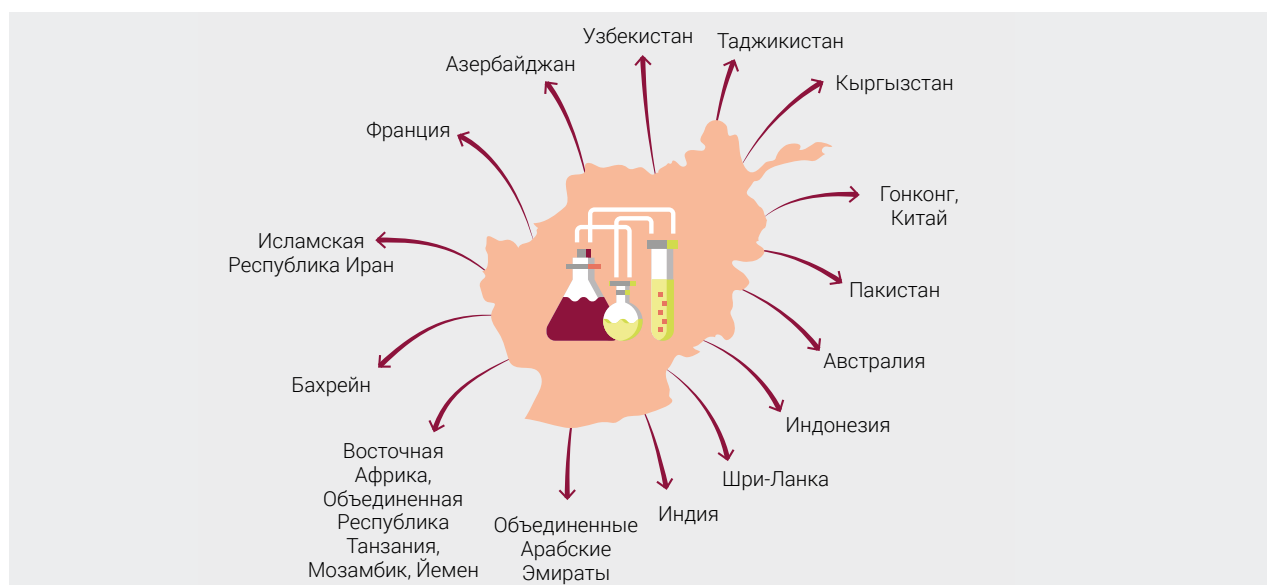 Узбекистан
Таджикистан
Азербайджан
Кыргызстан
Франция
Гонконг,
Китай
Исламская
Республика Иран
Пакистан
Австралия
Бахрейн
Индонезия
Восточная
Африка,
Объединенная
Республика
Танзания,
Мозамбик, Йемен
Шри-Ланка
Индия
Объединенные
Арабские
Эмираты